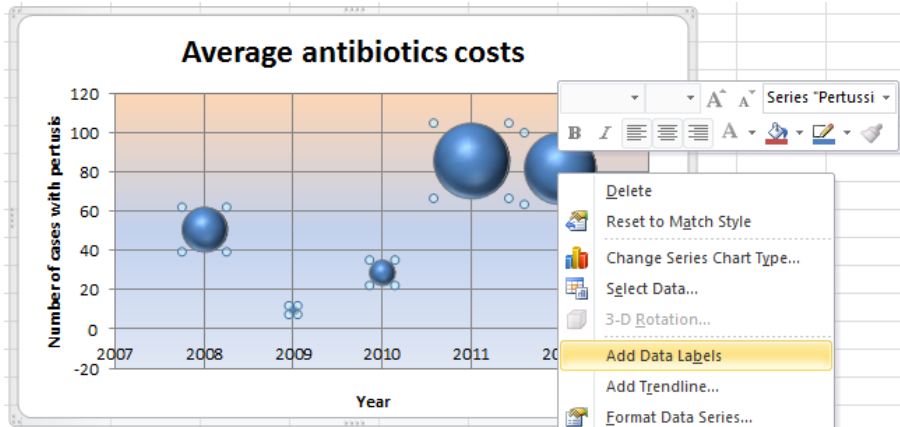 Average antibiotics costs
Number of cases with pertusis
120
100
80
60
40
20
0
-20
2007 2008 2009 2010 2011 20
Year
A A Series "Pertussi
B I A
Delete
Reset to Match Style
Change Series Chart Type...
Select Data...
3-D Rotation...
Add Data Labels
Add Trendline...
Format Data Series...